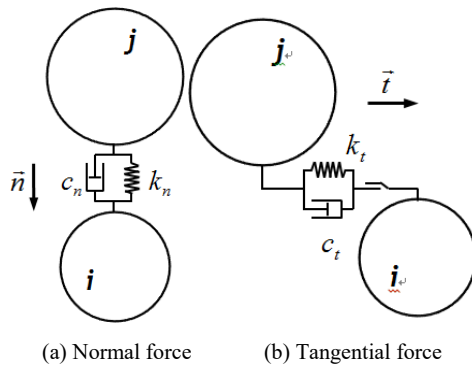 j
j
n⃗
c_n
k_n
i
t⃗
k_t
c_t
i
(a) Normal force
(b) Tangential force